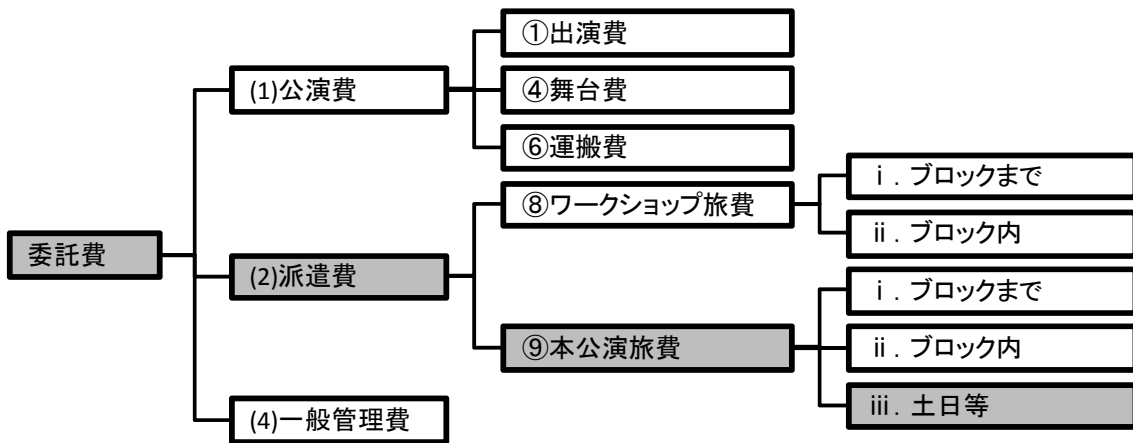 ①出演費
(1)公演費
④舞台費
⑥運搬費
ⅰ．ブロックまで
⑧ワークショップ旅費
ⅱ．ブロック内
委託費
(2)派遣費
ⅰ．ブロックまで
⑨本公演旅費
ⅱ．ブロック内
ⅲ．土日等
(4)一般管理費